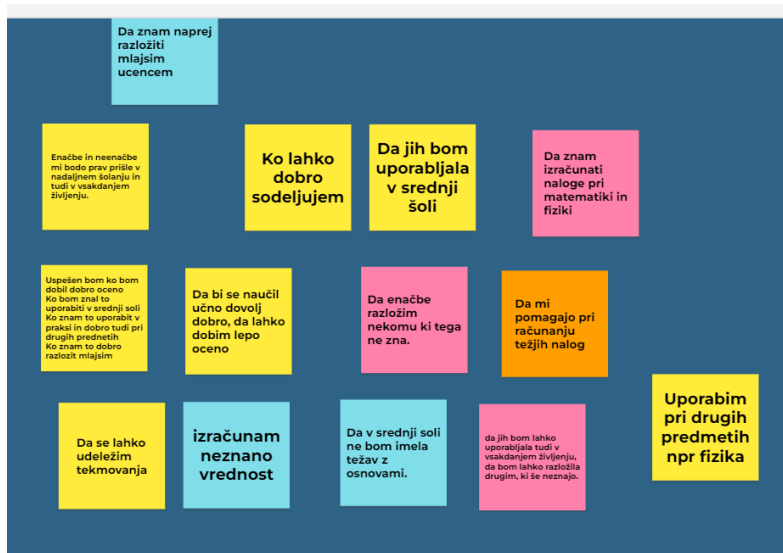 Da znam naprej
razložiti
mlajsim
ucencem
Enačbe in neenačbe
mi bodo prav prišle v
nadaljnem šolanju in
tudi v vsakdanjem
življenju.
Ko lahko
dobro
sodelujem
Da jih bom
uporabljala
v srednji
šoli
Da znam
izračunati
naloge pri
matematiki in
fiziki
Uspešen bom ko bom
dobil dobro oceno
Ko bom znal to
uporabiti v srednji soli
Ko znam to uporabit v
praksi in dobro tudi pri
drugih prednetih
Ko znam to dobro
razlozit mlajsim
Da bi se naučil
učno dovolj
dobro, da lahko
dobim lepo
oceno
Da enačbe
razložim
nekomu ki tega
ne zna.
Da mi
pomagajo pri
računanju
težjih nalog
Da se lahko
udeležim
tekmovanja
izračunam
neznano
vrednost
Da v srednji soli
ne bom imela
težav z
osnovami.
da jih bom lahko
uporabljala tudi v
vsakdanjem življenju,
da bom lahko razložila
drugim, ki še neznajo.
Uporabim
pri drugih
predmetih
npr fizika